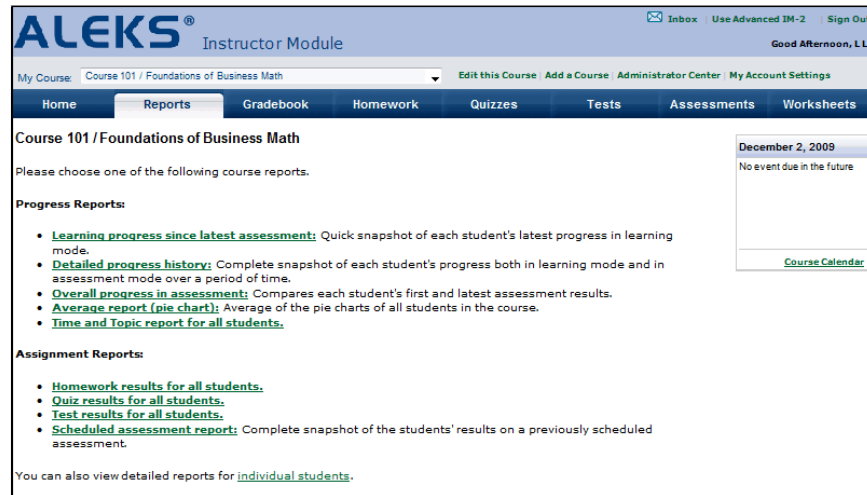 ALEKS® Instructor Module
Inbox | Use Advanced IM-2 | Sign Out
Good Afternoon, L L
My Course: Course 101 / Foundations of Business Math
Edit this Course | Add a Course | Administrator Center | My Account Settings
Home Reports Gradebook Homework Quizzes Tests Assessments Worksheets
Course 101 / Foundations of Business Math
Please choose one of the following course reports.
Progress Reports:
• Learning progress since latest assessment: Quick snapshot of each student's latest progress in learning
mode.
• Detailed progress history: Complete snapshot of each student's progress both in learning mode and in
assessment mode over a period of time.
• Overall progress in assessment: Compares each student's first and latest assessment results.
• Average report (pie chart): Average of the pie charts of all students in the course.
• Time and Topic report for all students.
Assignment Reports:
• Homework results for all students.
• Quiz results for all students.
• Test results for all students.
• Scheduled assessment report: Complete snapshot of the students' results on a previously scheduled
assessment.
You can also view detailed reports for individual students.
December 2, 2009
No event due in the future
Course Calendar